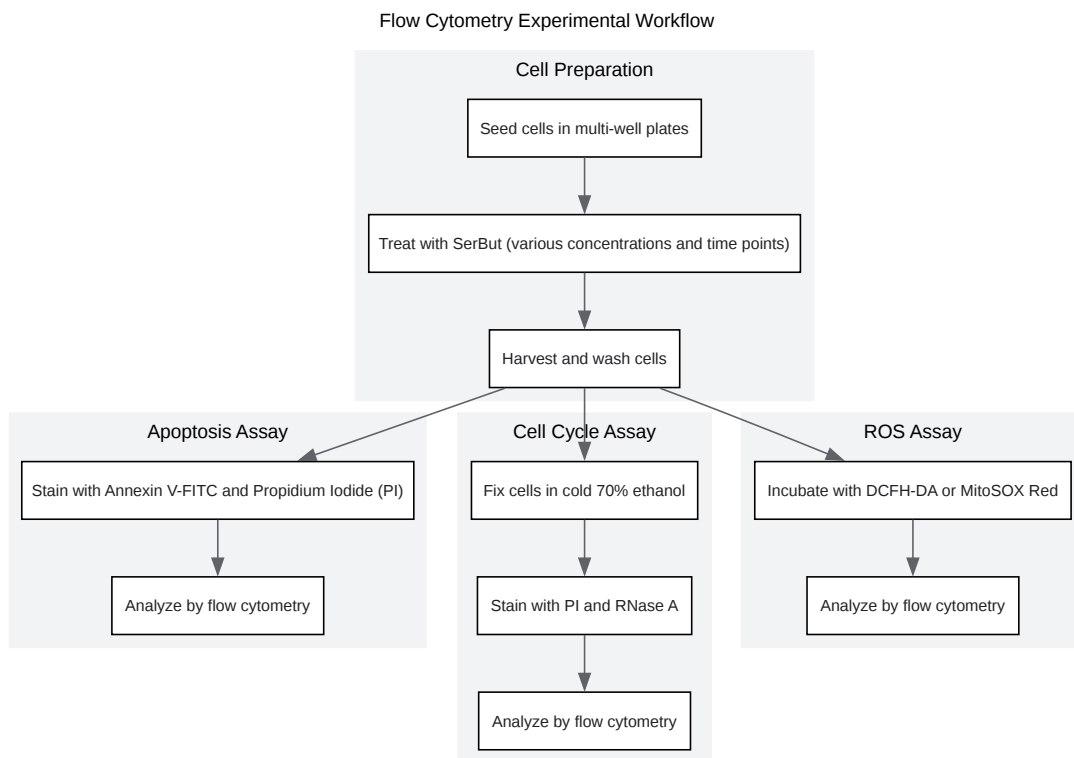 Flow Cytometry Experimental Workflow
Cell Preparation
Seed cells in multi-well plates
Treat with SerBut (various concentrations and time points)
Harvest and wash cells
Apoptosis Assay
Stain with Annexin V-FITC and Propidium Iodide (PI)
Analyze by flow cytometry
Cell Cycle Assay
Fix cells in cold 70% ethanol
Stain with PI and RNase A
Analyze by flow cytometry
ROS Assay
Incubate with DCFH-DA or MitoSOX Red
Analyze by flow cytometry